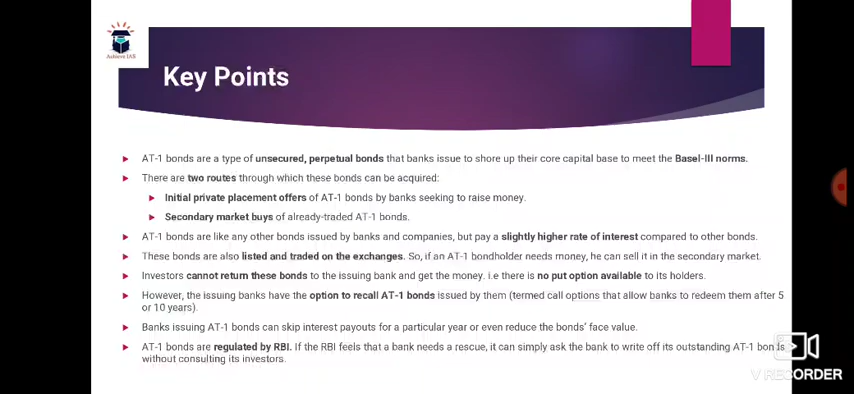 Achieve IAS
Key Points
AT-1 bonds are a type of unsecured, perpetual bonds that banks issue to shore up their core capital base to meet the Basel-III norms.
There are two routes through which these bonds can be acquired:
Initial private placement offers of AT-1 bonds by banks seeking to raise money.
Secondary market buys of already-traded AT-1 bonds.
AT-1 bonds are like any other bonds issued by banks and companies, but pay a slightly higher rate of interest compared to other bonds.
These bonds are also listed and traded on the exchanges. So, if an AT-1 bondholder needs money, he can sell it in the secondary market.
Investors cannot return these bonds to the issuing bank and get the money. i.e there is no put option available to its holders.
However, the issuing banks have the option to recall AT-1 bonds issued by them (termed call options that allow banks to redeem them after 5
or 10 years).
Banks issuing AT-1 bonds can skip interest payouts for a particular year or even reduce the bonds' face value.
AT-1 bonds are regulated by RBI. If the RBI feels that a bank needs a rescue, it can simply ask the bank to write off its outstanding AT-1 bonds
without consulting its investors.
V RECORDER